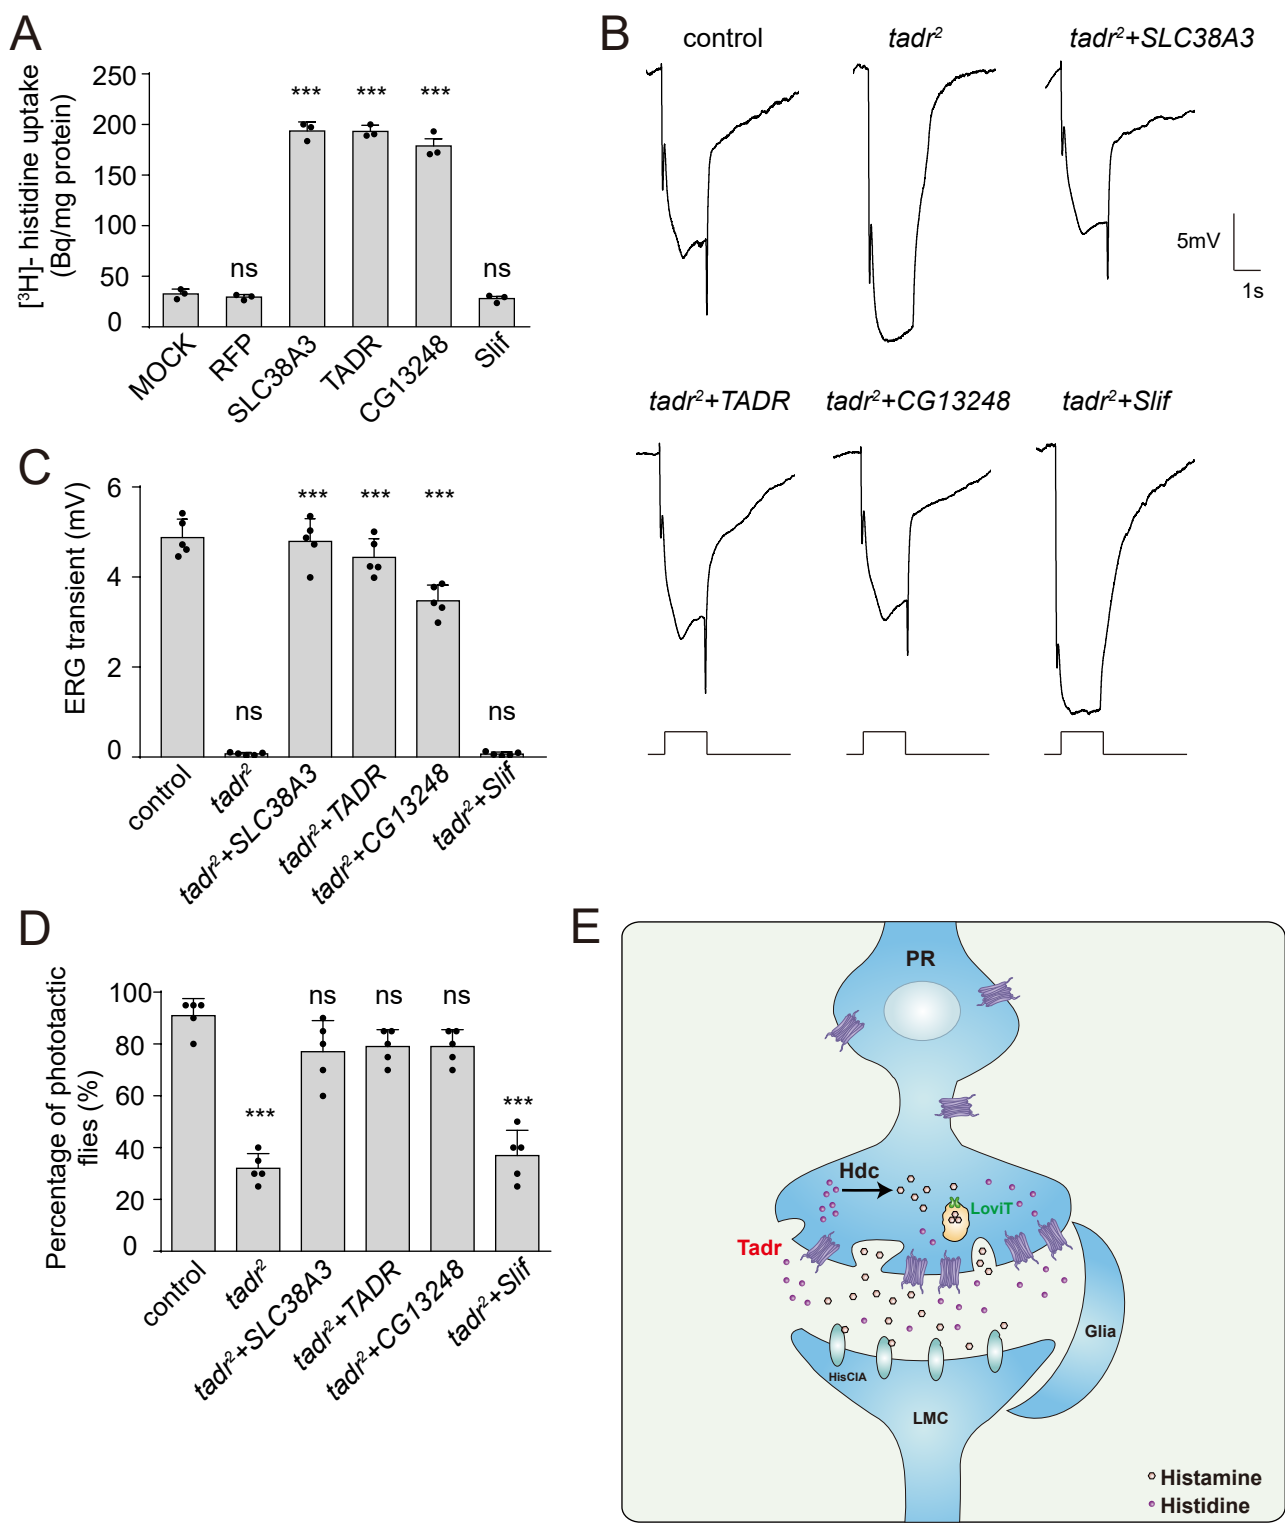 A
[³H]- histidine uptake
(Bq/mg protein)
250
200
150
100
50
0
ns
***
***
***
ns
MOCK
RFP
SLC38A3
TADR
CG13248
Slif
B
control
tadr²
tadr²+SLC38A3
5mV
1s
tadr²+TADR
tadr²+CG13248
tadr²+Slif
C
ERG transient (mV)
6
4
2
0
ns
***
***
***
ns
control
tadr²
tadr²+SLC38A3
tadr²+TADR
tadr²+CG13248
tadr²+Slif
D
Percentage of phototactic
flies (%)
100
80
60
40
20
0
***
ns
ns
ns
***
control
tadr²
tadr²+SLC38A3
tadr²+TADR
tadr²+CG13248
tadr²+Slif
E
PR
Hdc
LoviT
Tadr
Glia
HisClA
LMC
Histamine
Histidine